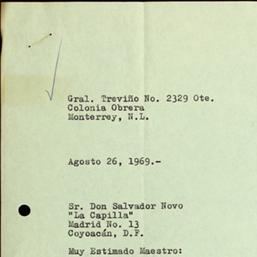 Gral. Treviño No. 2329 Ote.
Colonia Obrera
Monterrey, N.L.
Agosto 26, 1969.-
Sr. Don Salvador Novo
"La Capilla"
Madrid No. 13
Coyoacán, D.F.
Muy Estimado Maestro: